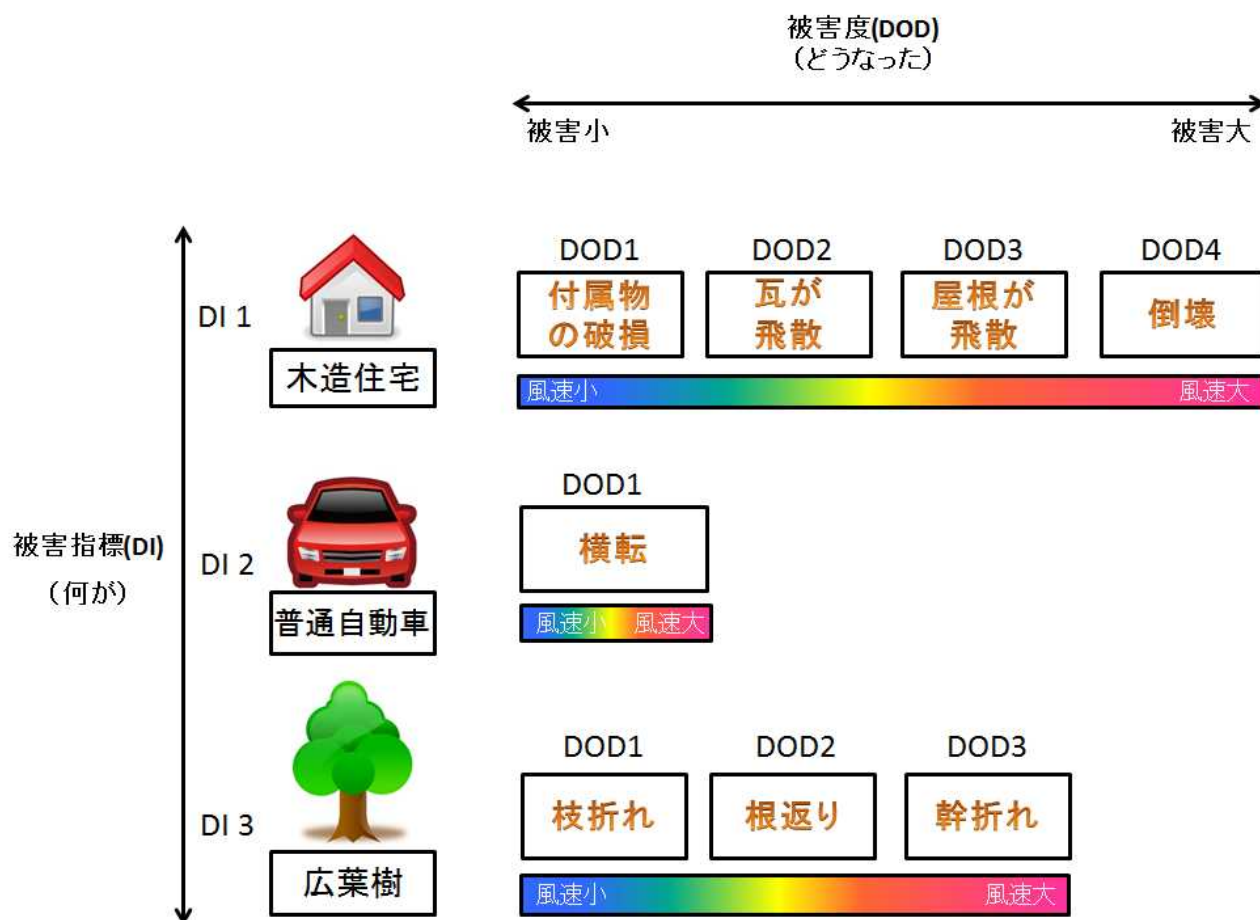 被害度(DOD)
（どうなった）
被害小
被害大
被害指標(DI)
（何が）
DI 1
木造住宅
DOD1
付属物
の破損
DOD2
瓦が
飛散
DOD3
屋根が
飛散
DOD4
倒壊
風速小
風速大
DI 2
普通自動車
DOD1
横転
風速小
風速大
DI 3
広葉樹
DOD1
枝折れ
DOD2
根返り
DOD3
幹折れ
風速小
風速大